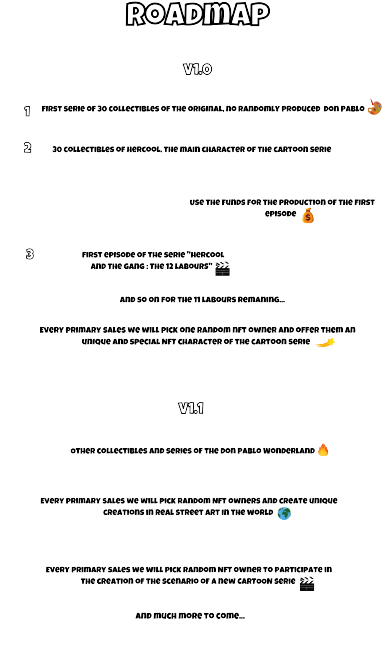 ROADMAP
V1.0
1 FIRST SERIE OF 30 COLLECTIBLES OF THE ORIGINAL, NO RANDOMLY PRODUCED DON PABLO 🎨
2 30 COLLECTIBLES OF HERCOOL, THE MAIN CHARACTER OF THE CARTOON SERIE
USE THE FUNDS FOR THE PRODUCTION OF THE FIRST
EPISODE 💰
3 FIRST EPISODE OF THE SERIE "HERCOOL
AND THE GANG : THE 12 LABOURS" 🎬
AND SO ON FOR THE 11 LABOURS REMANING...
EVERY PRIMARY SALES WE WILL PICK ONE RANDOM NFT OWNER AND OFFER THEM AN
UNIQUE AND SPECIAL NFT CHARACTER OF THE CARTOON SERIE
V1.1
OTHER COLLECTIBLES AND SERIES OF THE DON PABLO WONDERLAND 🔥
EVERY PRIMARY SALES WE WILL PICK RANDOM NFT OWNERS AND CREATE UNIQUE
CREATIONS IN REAL STREET ART IN THE WORLD 🌍
EVERY PRIMARY SALES WE WILL PICK RANDOM NFT OWNER TO PARTICIPATE IN
THE CREATION OF THE SCENARIO OF A NEW CARTOON SERIE 🎬
AND MUCH MORE TO COME...